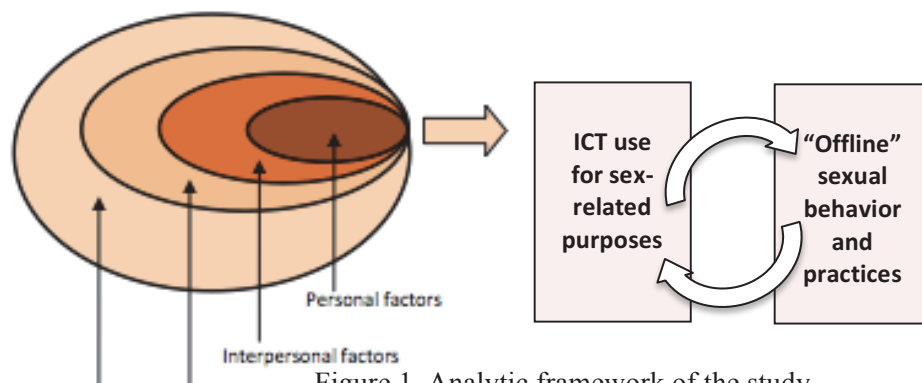 Personal factors
Interpersonal factors
ICT use
for sex-
related
purposes
“Offline”
sexual
behavior
and
practices
Figure 1. Analytic framework of the study